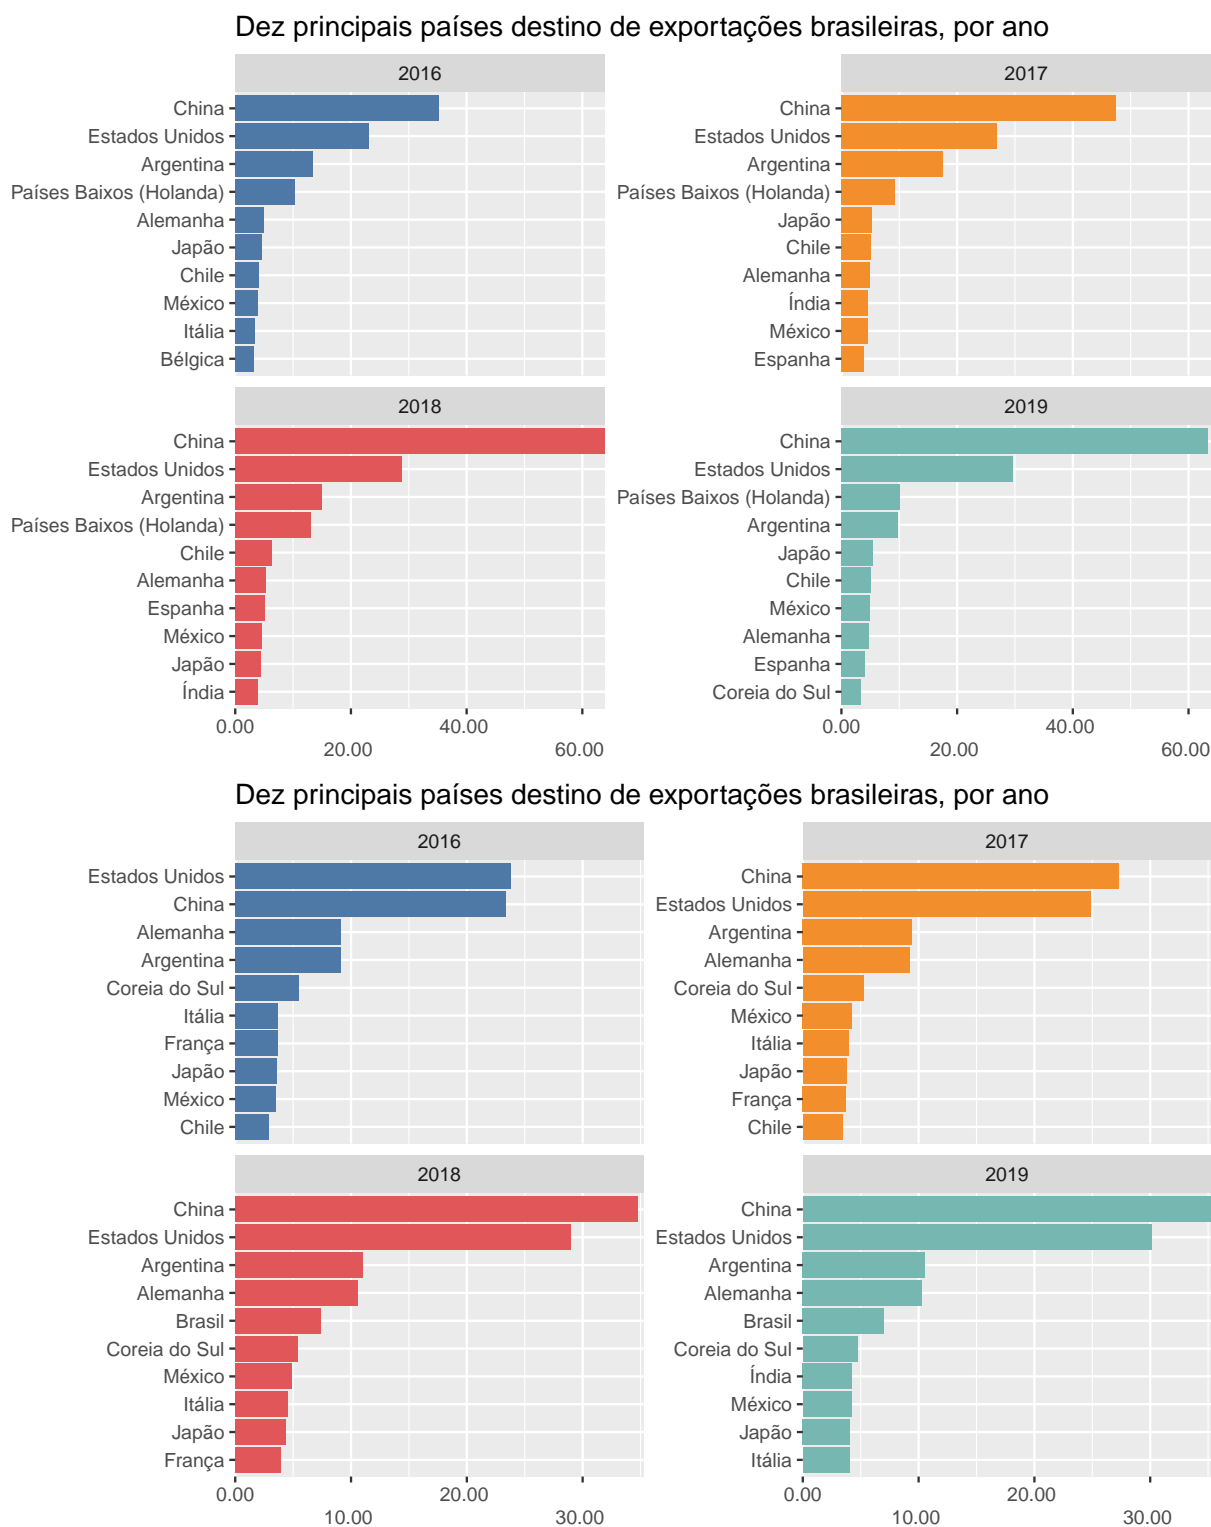 Dez principais países destino de exportações brasileiras, por ano
2016
China
Estados Unidos
Argentina
Países Baixos (Holanda)
Alemanha
Japão
Chile
México
Itália
Bélgica
2017
China
Estados Unidos
Argentina
Países Baixos (Holanda)
Japão
Chile
Alemanha
Índia
México
Espanha
2018
China
Estados Unidos
Argentina
Países Baixos (Holanda)
Chile
Alemanha
Espanha
México
Japão
Índia
0.00
20.00
40.00
60.00
2019
China
Estados Unidos
Países Baixos (Holanda)
Argentina
Japão
Chile
México
Alemanha
Espanha
Coreia do Sul
0.00
20.00
40.00
60.00
Dez principais países destino de exportações brasileiras, por ano
2016
Estados Unidos
China
Alemanha
Argentina
Coreia do Sul
Itália
França
Japão
México
Chile
2017
China
Estados Unidos
Argentina
Alemanha
Coreia do Sul
México
Itália
Japão
França
Chile
2018
China
Estados Unidos
Argentina
Alemanha
Brasil
Coreia do Sul
México
Itália
Japão
França
0.00
10.00
20.00
30.00
2019
China
Estados Unidos
Argentina
Alemanha
Brasil
Coreia do Sul
Índia
México
Japão
Itália
0.00
10.00
20.00
30.00